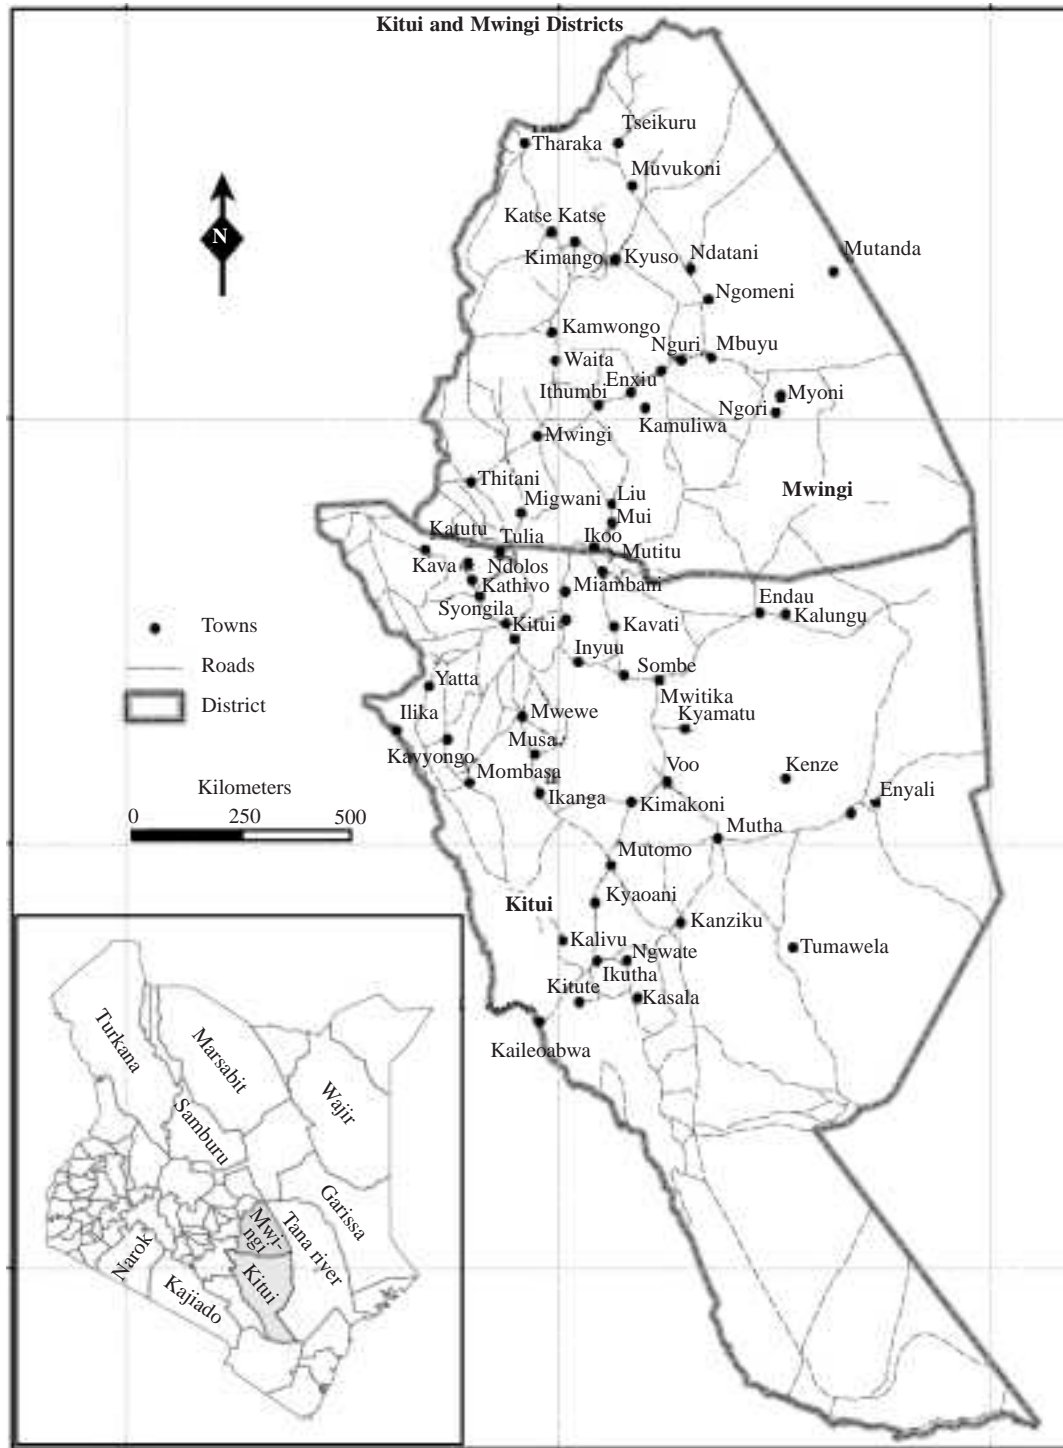 Kitui and Mwingi Districts
Tseikuru
Tharaka
Muvukoni
Katse Katse
Kimango
Kyuso
Ndatani
Mutanda
Ngomeni
Kamwongo
Nguri
Mbuyu
Waita
Enxiu
Ithumbi
Myoni
Ngori
Kamuliwa
Mwingi
Thitani
Migwani
Liu
Mwingi
Mui
Katutu
Tulia
Ikoo
Mutitu
Kava
Ndolos
Kathivo
Miambani
Syongila
Endau
Kalungu
Kitui
Kavati
Inyuu
Sombe
Yatta
Mwitika
Ilika
Mwewe
Kyamatu
Musa
Kavyongo
Mombasa
Voo
Kenze
Ikanga
Kimakoni
Enyali
Mutha
Mutomo
Kitui
Kyaoani
Kanziku
Kalivu
Ngwate
Tumawela
Ikutha
Kitute
Kasala
Kaileoabwa
N
Towns
Roads
District
Kilometers
0 250 500
Turkana
Marsabit
Wajir
Samburu
Garissa
Mwi-
ngi
Tana river
Narok
Kitui
Kajiado